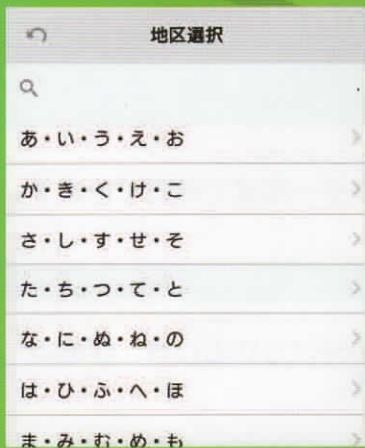 地区選択
あ・い・う・え・お
か・き・く・け・こ
さ・し・す・せ・そ
た・ち・つ・て・と
な・に・ぬ・ね・の
は・ひ・ふ・へ・ほ
ま・み・む・め・も